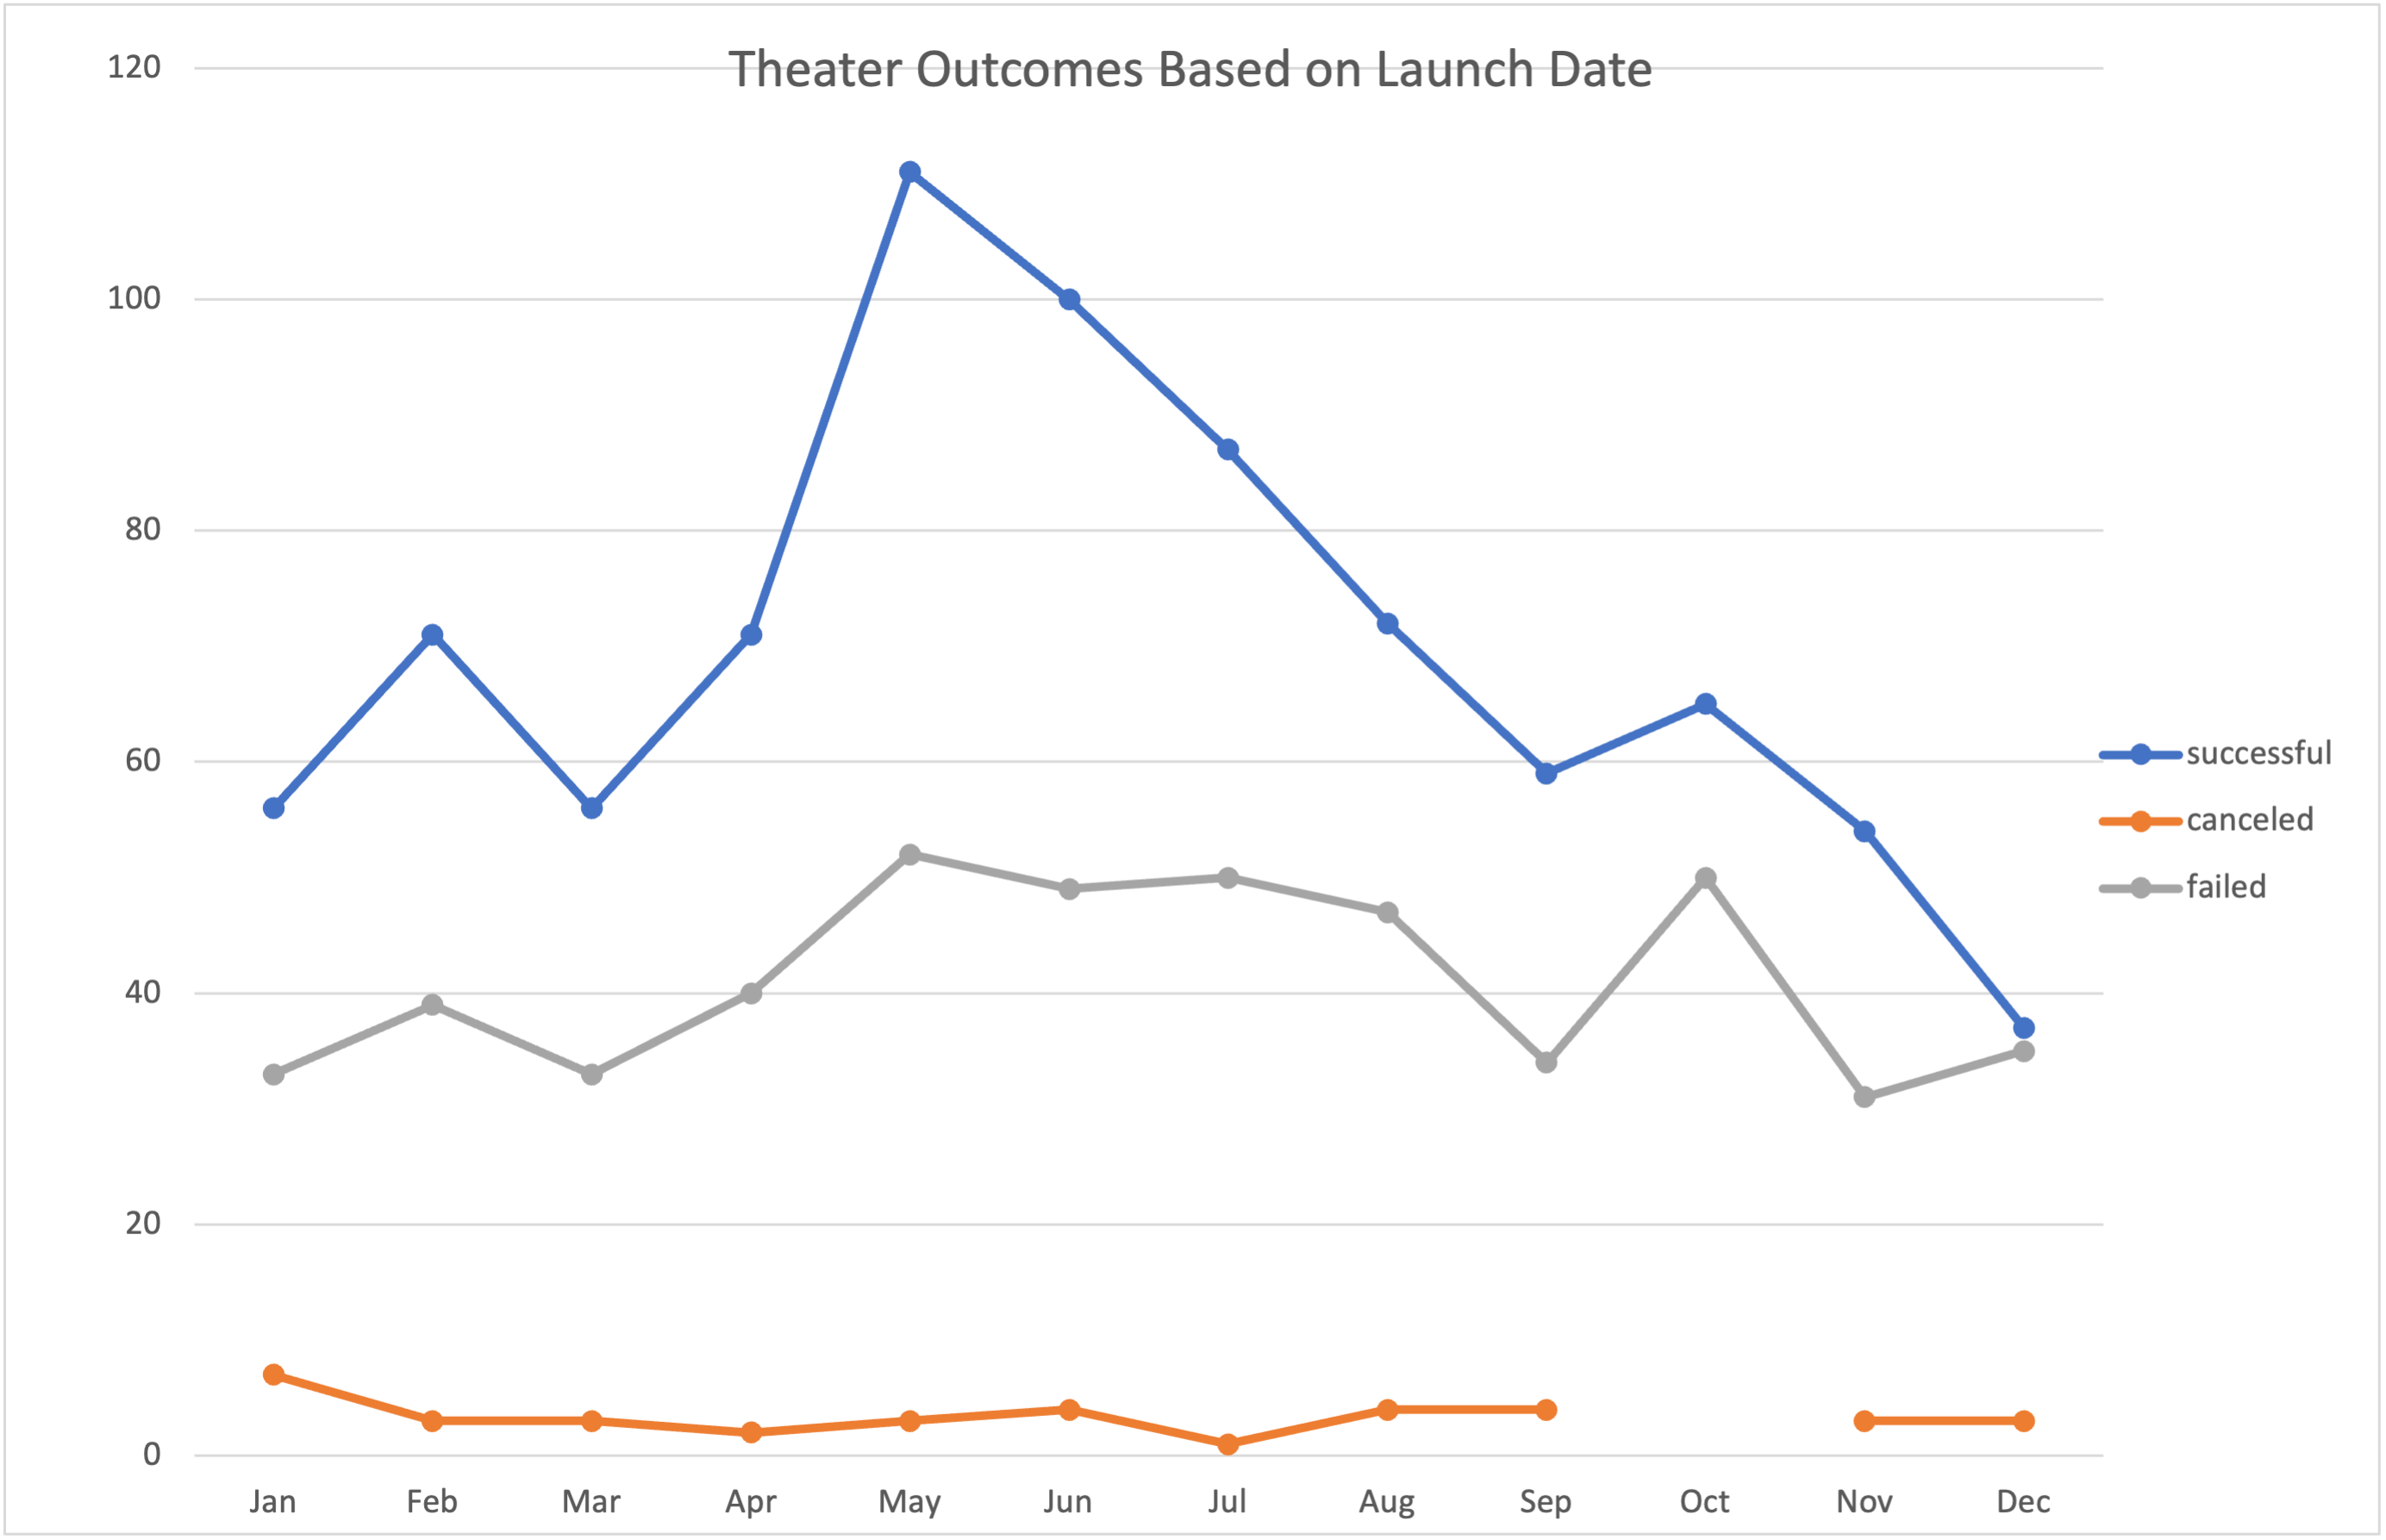 Theater Outcomes Based on Launch Date
120
100
80
60
40
20
0
Jan Feb Mar Apr May Jun Jul Aug Sep Oct Nov Dec
successful
canceled
failed